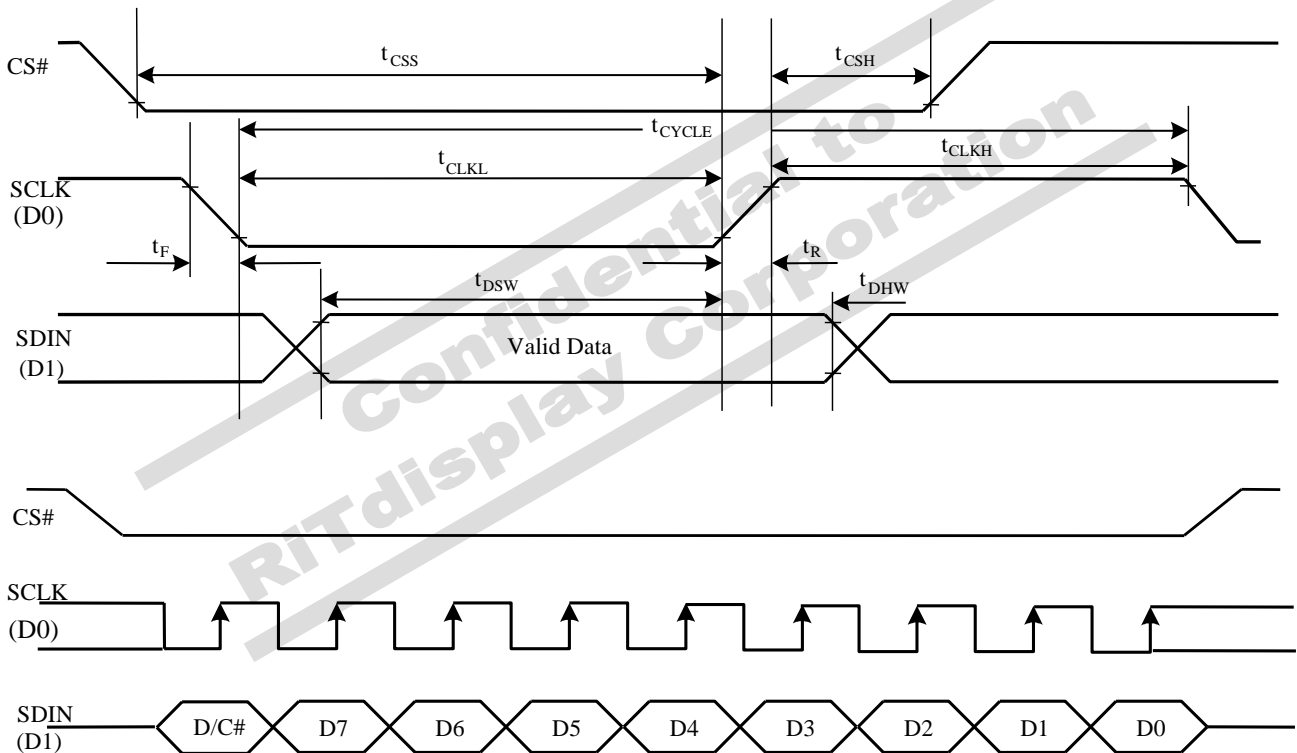 CS#
t_CSS
t_CSH
t_CYCLE
t_CLKL
t_CLKH
SCLK
(D0)
t_F
t_R
t_DSW
t_DHW
SDIN
(D1)
Valid Data
Confidential to
RiTdisplay Corporation
CS#
SCLK
(D0)
SDIN
(D1)
D/C# D7 D6 D5 D4 D3 D2 D1 D0